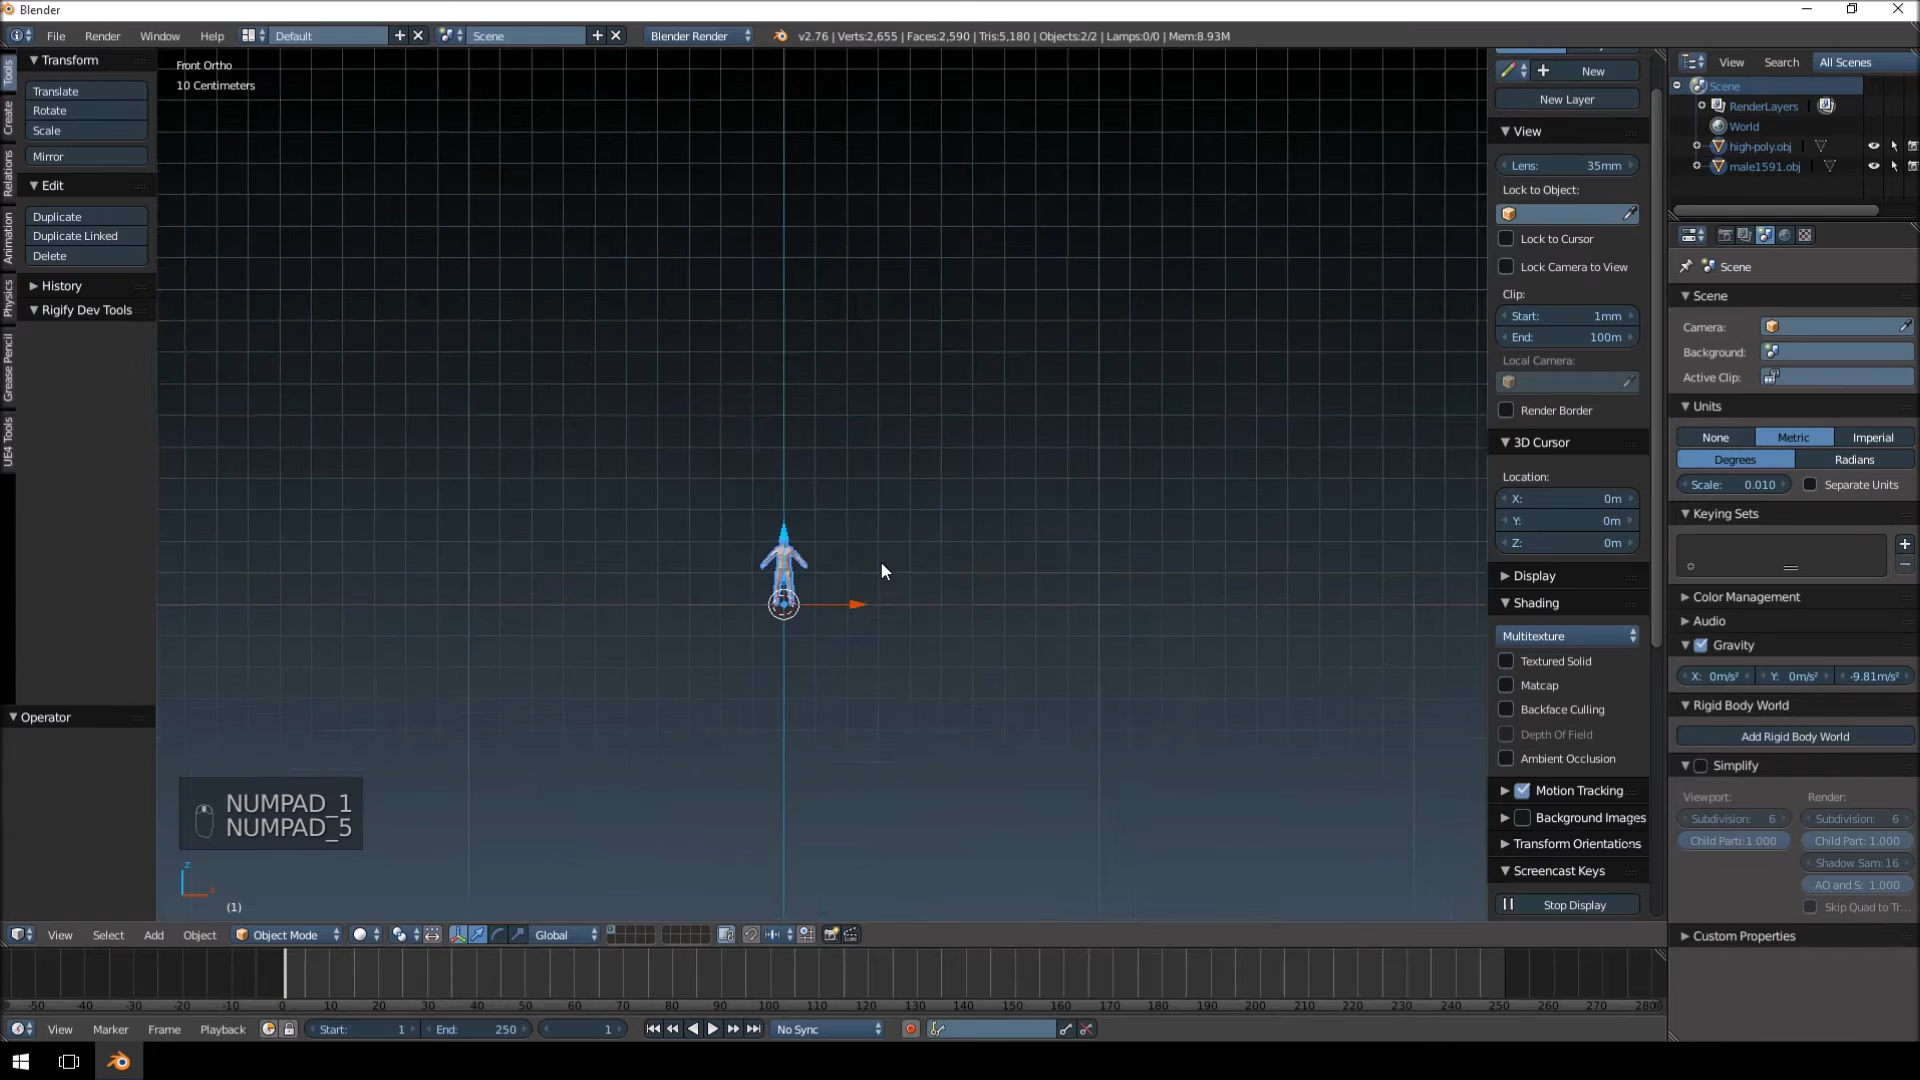 Blender
File Render Window Help Default Scene Blender Render v2.76 | Verts:2,655 | Faces:2,590 | Tris:5,180 | Objects:2/2 | Lamps:0/0 | Mem:8.93M
Tools
Create
Relations
Animation
Physics
Grease Pencil
UE4 Tools
Transform
Translate
Rotate
Scale
Mirror
Edit
Duplicate
Duplicate Linked
Delete
History
Rigify Dev Tools
Operator
Front Ortho
10 Centimeters
NUMPAD_1
NUMPAD_5
(1)
New
New Layer
View
Lens: 35mm
Lock to Object:
Lock to Cursor
Lock Camera to View
Clip:
Start: 1mm
End: 100m
Local Camera:
Render Border
3D Cursor
Location:
X: 0m
Y: 0m
Z: 0m
Display
Shading
Multitexture
Textured Solid
Matcap
Backface Culling
Depth Of Field
Ambient Occlusion
Motion Tracking
Background Images
Transform Orientations
Screencast Keys
Stop Display
View Search All Scenes
Scene
RenderLayers
World
high-poly.obj
male1591.obj
Scene
Scene
Camera:
Background:
Active Clip:
Units
None Metric Imperial
Degrees Radians
Scale: 0.010 Separate Units
Keying Sets
Color Management
Audio
Gravity
X: 0m/s² Y: 0m/s² -9.81m/s²
Rigid Body World
Add Rigid Body World
Simplify
Viewport: Render:
Subdivision: 6 Subdivision: 6
Child Parti:1.000 Child Part: 1.000
Shadow Sam: 16
AO and S: 1.000
Skip Quad to Tr...
Custom Properties
View Select Add Object Object Mode Global
-50 -40 -30 -20 -10 0 10 20 30 40 50 60 70 80 90 100 110 120 130 140 150 160 170 180 190 200 210 220 230 240 250 260 270 280
View Marker Frame Playback Start: 1 End: 250 1 No Sync